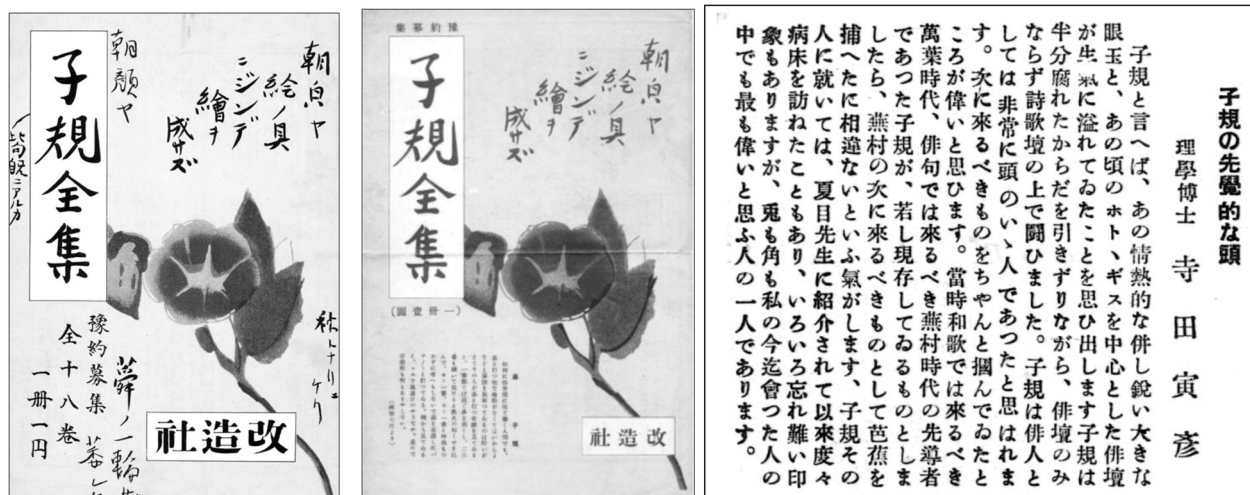 朝皃ヤ
絵ノ具
ニジンデ
繪ヲ
成サズ
朝顔ヤ
此句既ニアルカ
子規全集
豫約募集
全十八卷
一册一円
舜ノ一輪
改造社
豫約募集
朝皃ヤ
絵ノ具
ニジンデ
繪ヲ
成サズ
子規全集
(一册壹圓)
改造社
子規の先覺的な頭
理學博士 寺田寅彦
子規と言へば、あの情熱的な併し鋭い大きな
眼玉と、あの頃のホトヽギスを中心とした俳壇
が生氣に溢れてゐたことを思ひ出します子規は
半分腐れたからだを引きずりながら、俳壇のみ
ならず詩歌壇の上で鬪ひました。子規は俳人と
しては非常に頭のいゝ人であつたと思はれま
す。次に來るべきものをちやんと摑んでゐたと
ころが偉いと思ひます。當時和歌では來るべき
萬葉時代、俳句では來るべき蕪村時代の先導者
であつた子規が、若し現存してゐるものとしま
したら、蕪村の次に來るべきものとして芭蕉を
捕へたに相違ないといふ氣がします、子規その
人に就いては、夏目先生に紹介されて以來度々
病床を訪ねたこともあり、いろいろ忘れ難い印
象もありますが、兎も角も私の今迄會つた人の
中でも最も偉いと思ふ人の一人であります。